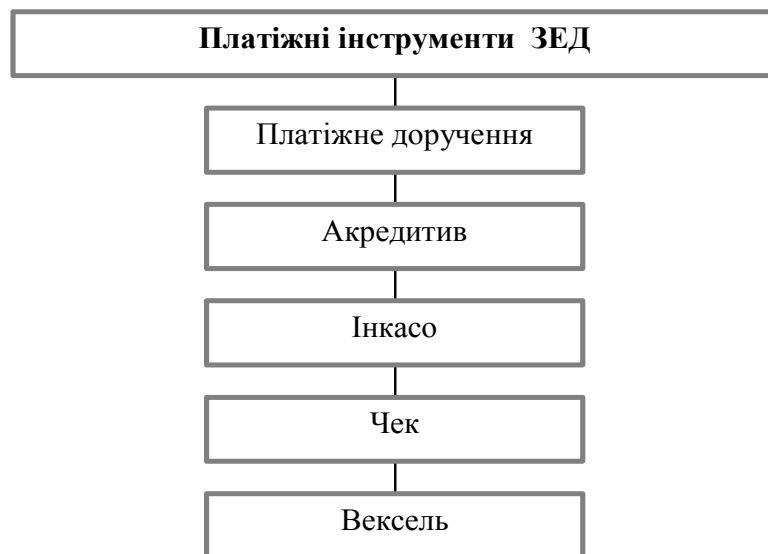 Платіжні інструменти ЗЕД
Платіжне доручення
Акредитив
Інкасо
Чек
Вексель